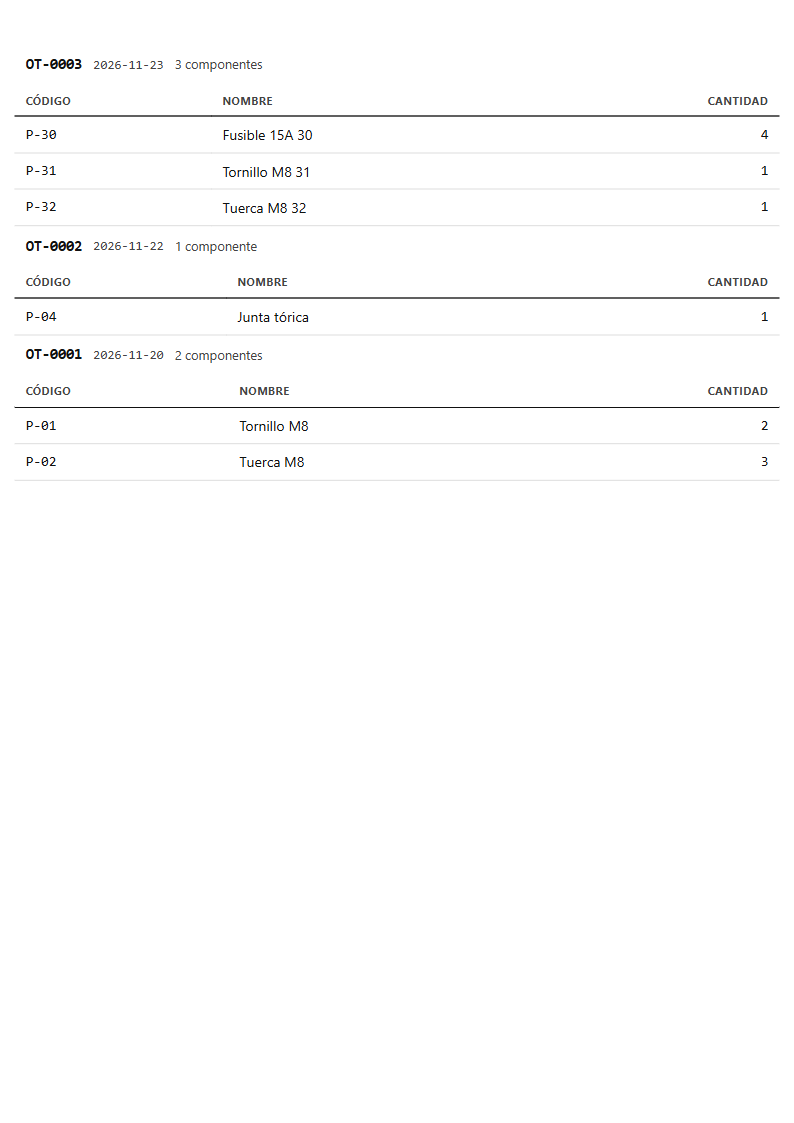 OT-0003 2026-11-23 3 componentes
CÓDIGO NOMBRE CANTIDAD
P-30 Fusible 15A 30 4
P-31 Tornillo M8 31 1
P-32 Tuerca M8 32 1
OT-0002 2026-11-22 1 componente
CÓDIGO NOMBRE CANTIDAD
P-04 Junta tórica 1
OT-0001 2026-11-20 2 componentes
CÓDIGO NOMBRE CANTIDAD
P-01 Tornillo M8 2
P-02 Tuerca M8 3